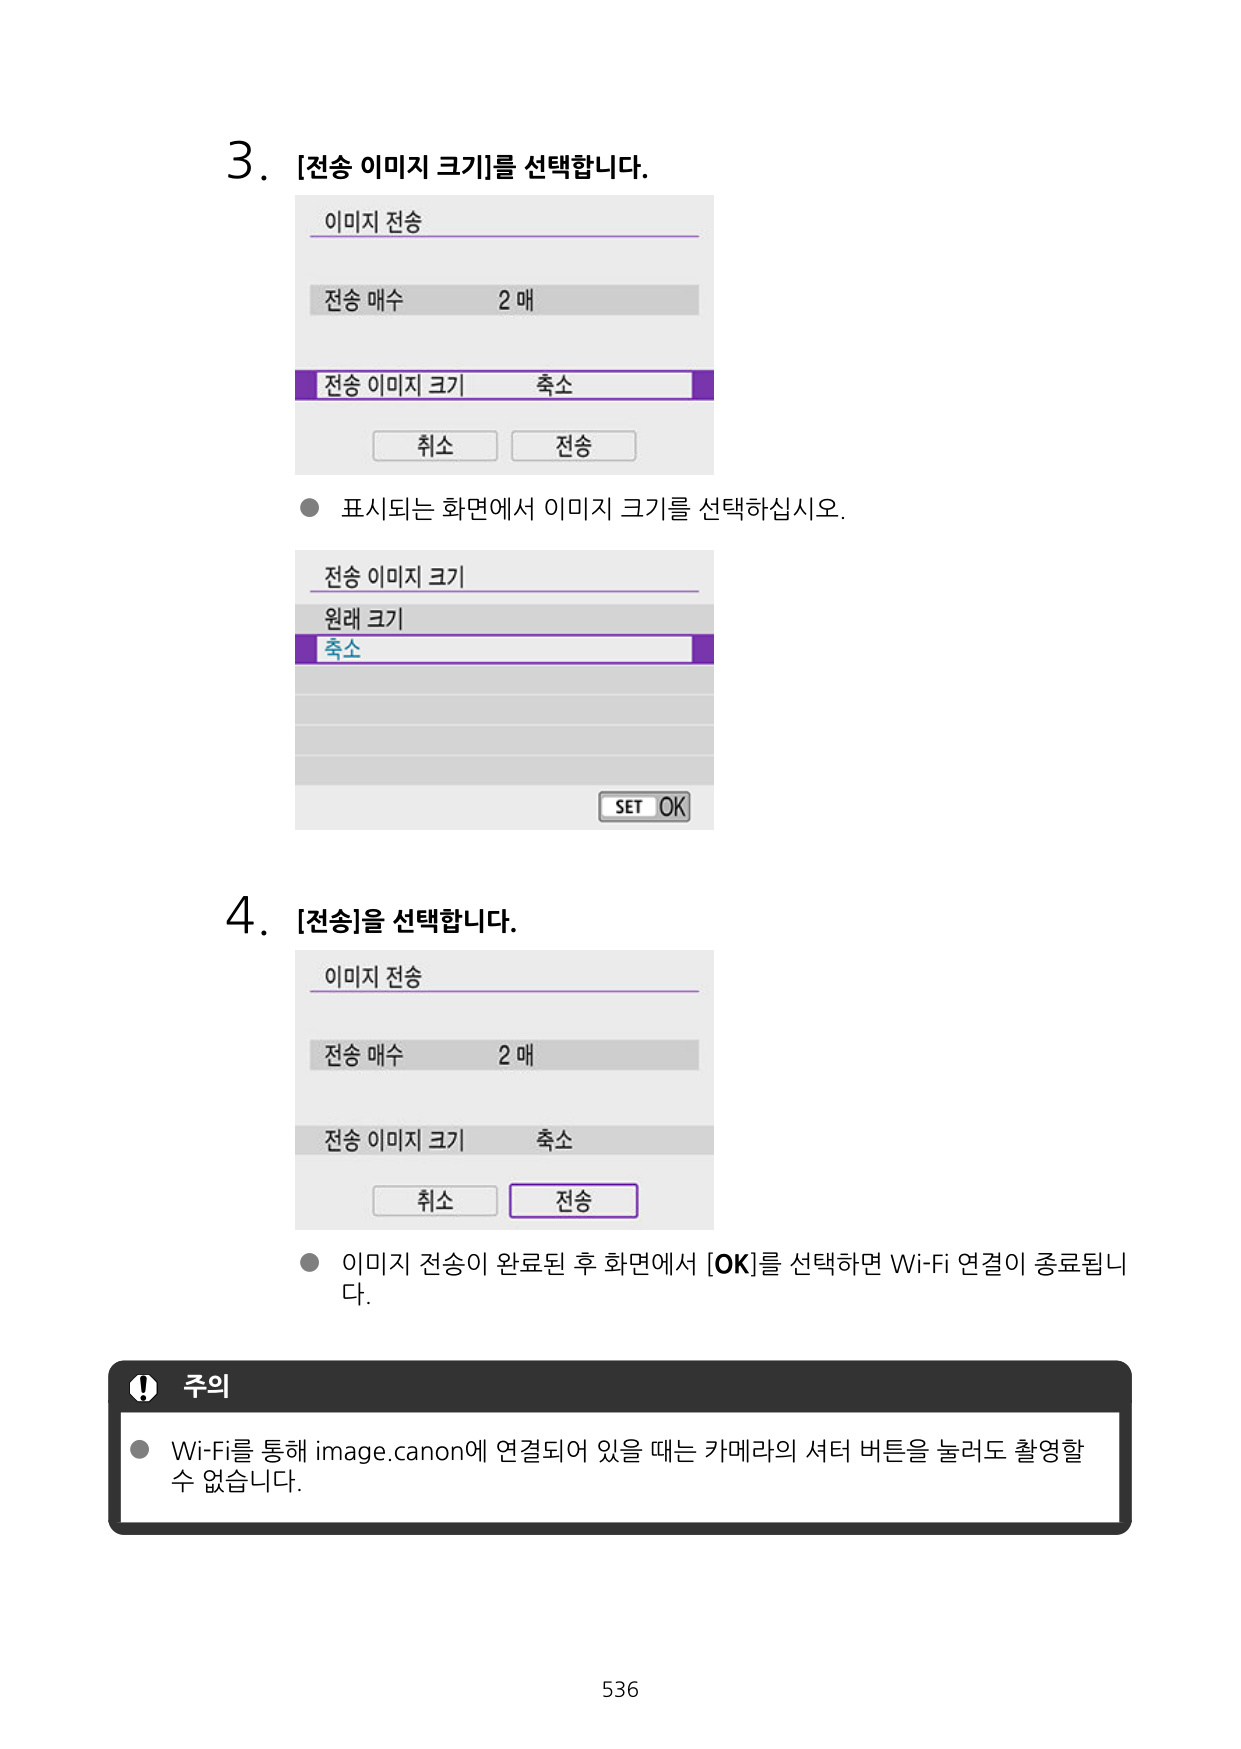 3. [전송 이미지 크기]를 선택합니다.
이미지 전송
전송 매수 2 매
전송 이미지 크기 축소
취소 전송
● 표시되는 화면에서 이미지 크기를 선택하십시오.
전송 이미지 크기
원래 크기
축소
SET OK
4. [전송]을 선택합니다.
이미지 전송
전송 매수 2 매
전송 이미지 크기 축소
취소 전송
● 이미지 전송이 완료된 후 화면에서 [OK]를 선택하면 Wi-Fi 연결이 종료됩니
다.
주의
● Wi-Fi를 통해 image.canon에 연결되어 있을 때는 카메라의 셔터 버튼을 눌러도 촬영할
수 없습니다.
536